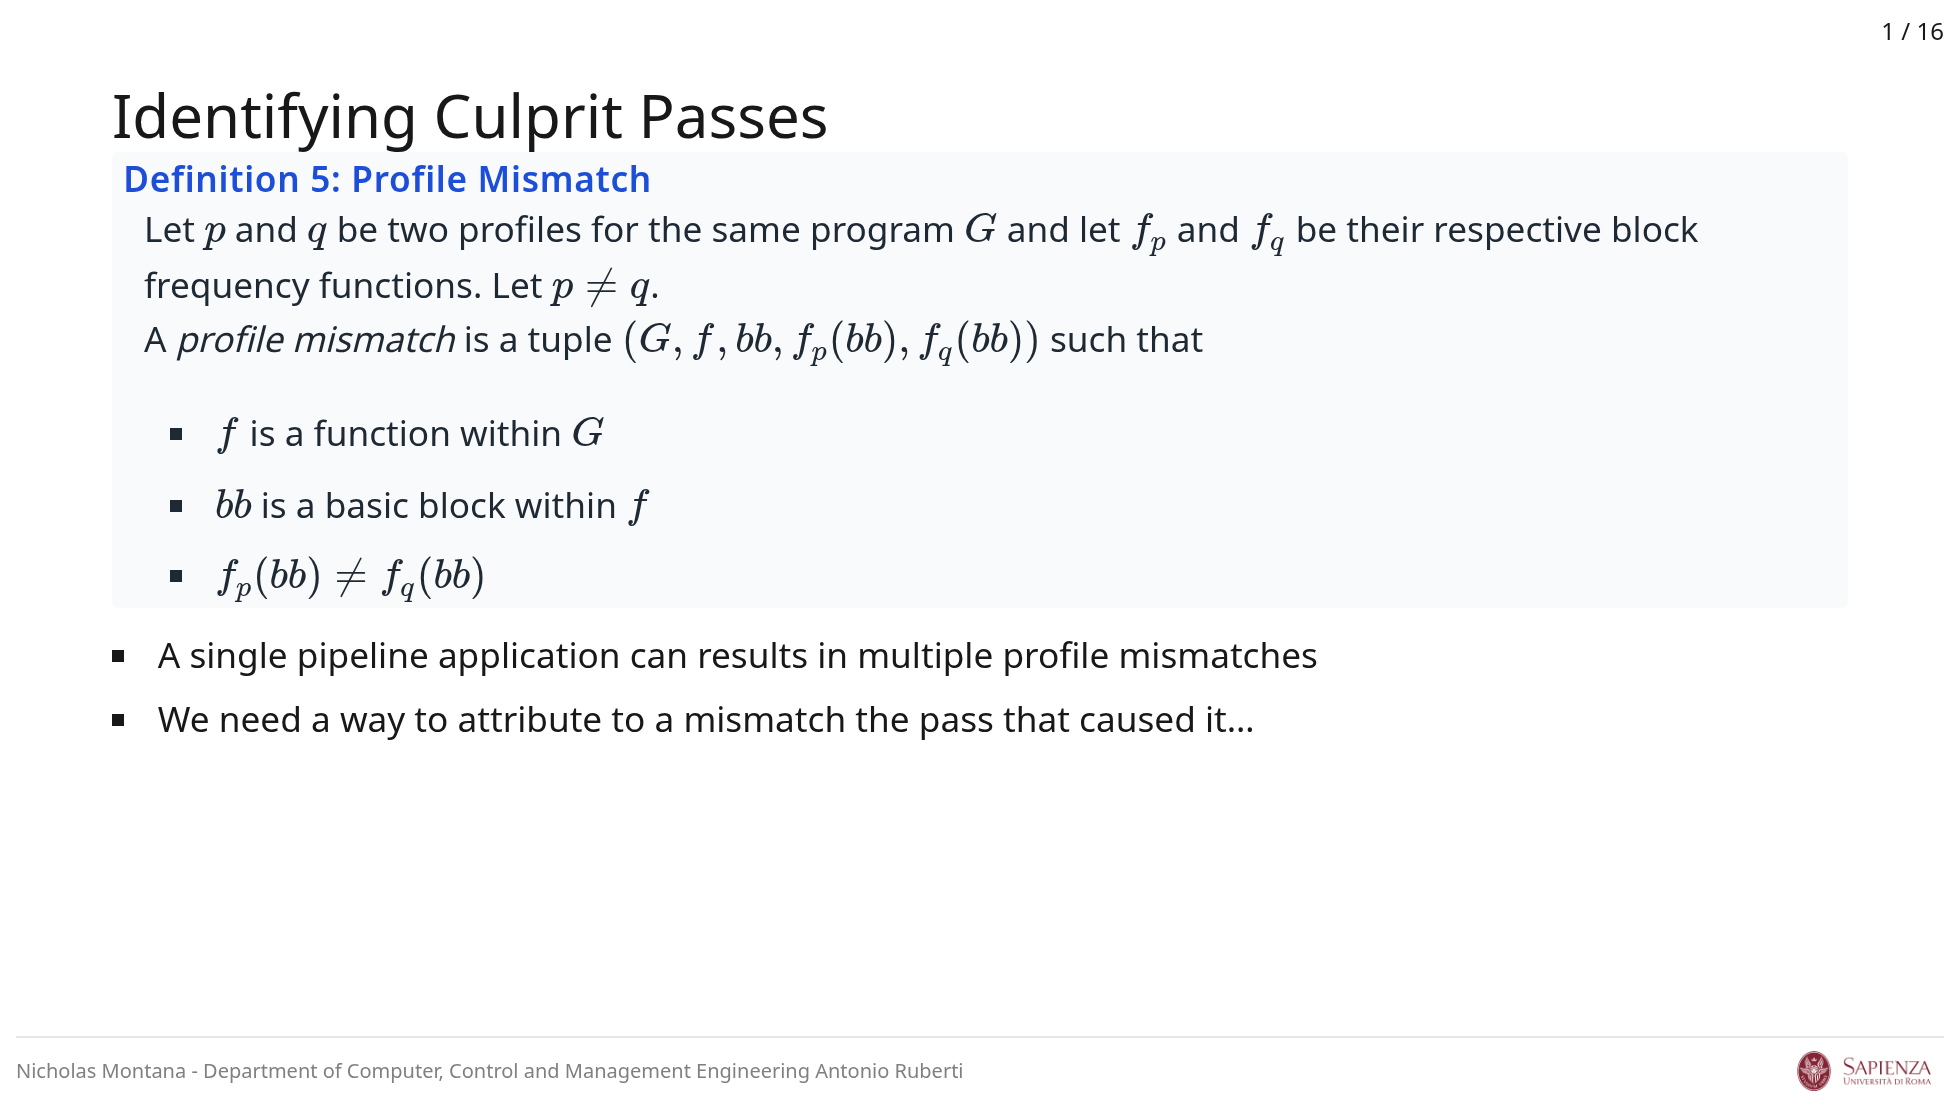 1 / 16
Identifying Culprit Passes
Definition 5: Profile Mismatch
Let p and q be two profiles for the same program G and let f_p and f_q be their respective block
frequency functions. Let p ≠ q.
A profile mismatch is a tuple (G, f, bb, f_p(bb), f_q(bb)) such that
▪ f is a function within G
▪ bb is a basic block within f
▪ f_p(bb) ≠ f_q(bb)
▪ A single pipeline application can results in multiple profile mismatches
▪ We need a way to attribute to a mismatch the pass that caused it...
Nicholas Montana - Department of Computer, Control and Management Engineering Antonio Ruberti
SAPIENZA
UNIVERSITÀ DI ROMA